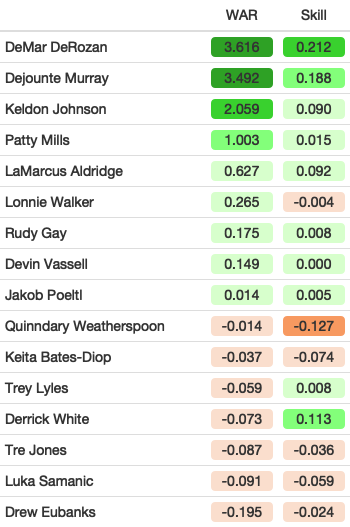 WAR Skill
DeMar DeRozan 3.616 0.212
Dejounte Murray 3.492 0.188
Keldon Johnson 2.059 0.090
Patty Mills 1.003 0.015
LaMarcus Aldridge 0.627 0.092
Lonnie Walker 0.265 -0.004
Rudy Gay 0.175 0.008
Devin Vassell 0.149 0.000
Jakob Poeltl 0.014 0.005
Quinndary Weatherspoon -0.014 -0.127
Keita Bates-Diop -0.037 -0.074
Trey Lyles -0.059 0.008
Derrick White -0.073 0.113
Tre Jones -0.087 -0.036
Luka Samanic -0.091 -0.059
Drew Eubanks -0.195 -0.024